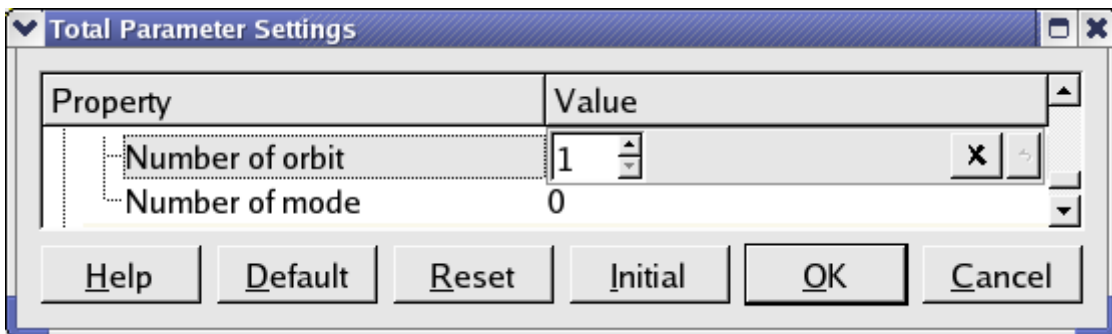 Total Parameter Settings
Property Value
Number of orbit 1
Number of mode 0
Help Default Reset Initial OK Cancel